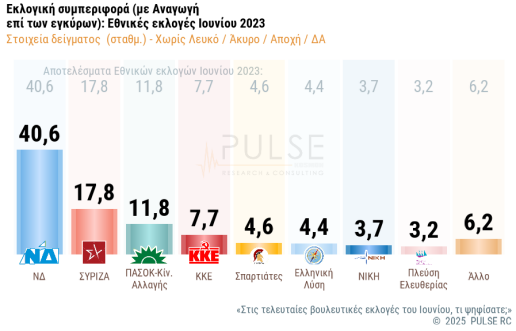 Εκλογική συμπεριφορά (με Αναγωγή
επί των εγκύρων): Εθνικές εκλογές Ιουνίου 2023
Στοιχεία δείγματος (σταθμ.) - Χωρίς Λευκό / Άκυρο / Αποχή / ΔΑ
Αποτελέσματα Εθνικών εκλογών Ιουνίου 2023:
40,6 17,8 11,8 7,7 4,6 4,4 3,7 3,2 6,2
PULSE
RESEARCH & CONSULTING
40,6 17,8 11,8 7,7 4,6 4,4 3,7 3,2 6,2
ΝΔ KKE ΝΙΚΗ
ΝΔ ΣΥΡΙΖΑ ΠΑΣΟΚ-Κίν. Αλλαγής ΚΚΕ Σπαρτιάτες Ελληνική Λύση ΝΙΚΗ Πλεύση Ελευθερίας Άλλο
«Στις τελευταίες βουλευτικές εκλογές του Ιουνίου, τι ψηφίσατε;»
© 2025 PULSE RC